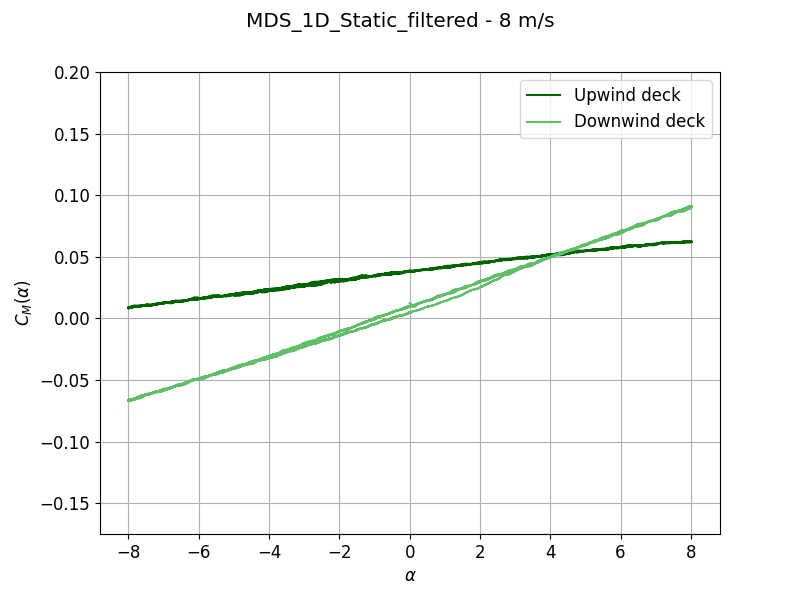 MDS_1D_Static_filtered - 8 m/s
Upwind deck
Downwind deck
0.20
0.15
0.10
0.05
0.00
−0.05
−0.10
−0.15
C_M(α)
−8 −6 −4 −2 0 2 4 6 8
α